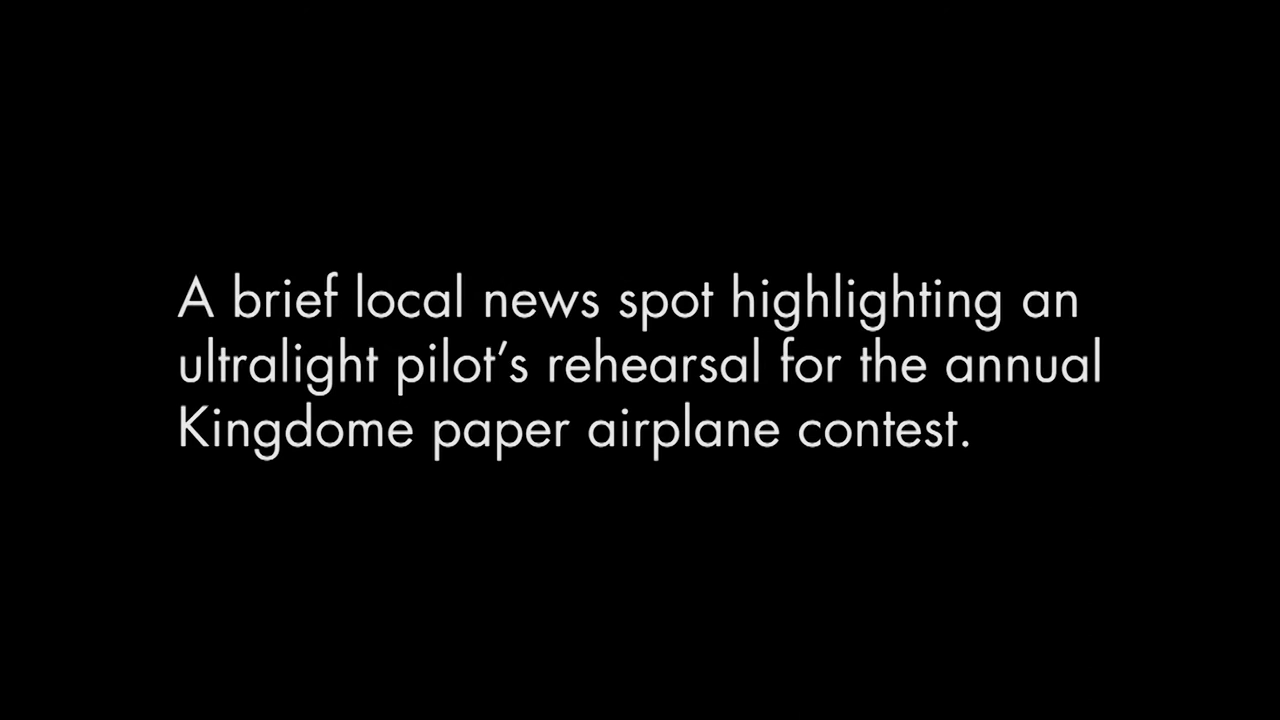 A brief local news spot highlighting an
ultralight pilot’s rehearsal for the annual
Kingdome paper airplane contest.